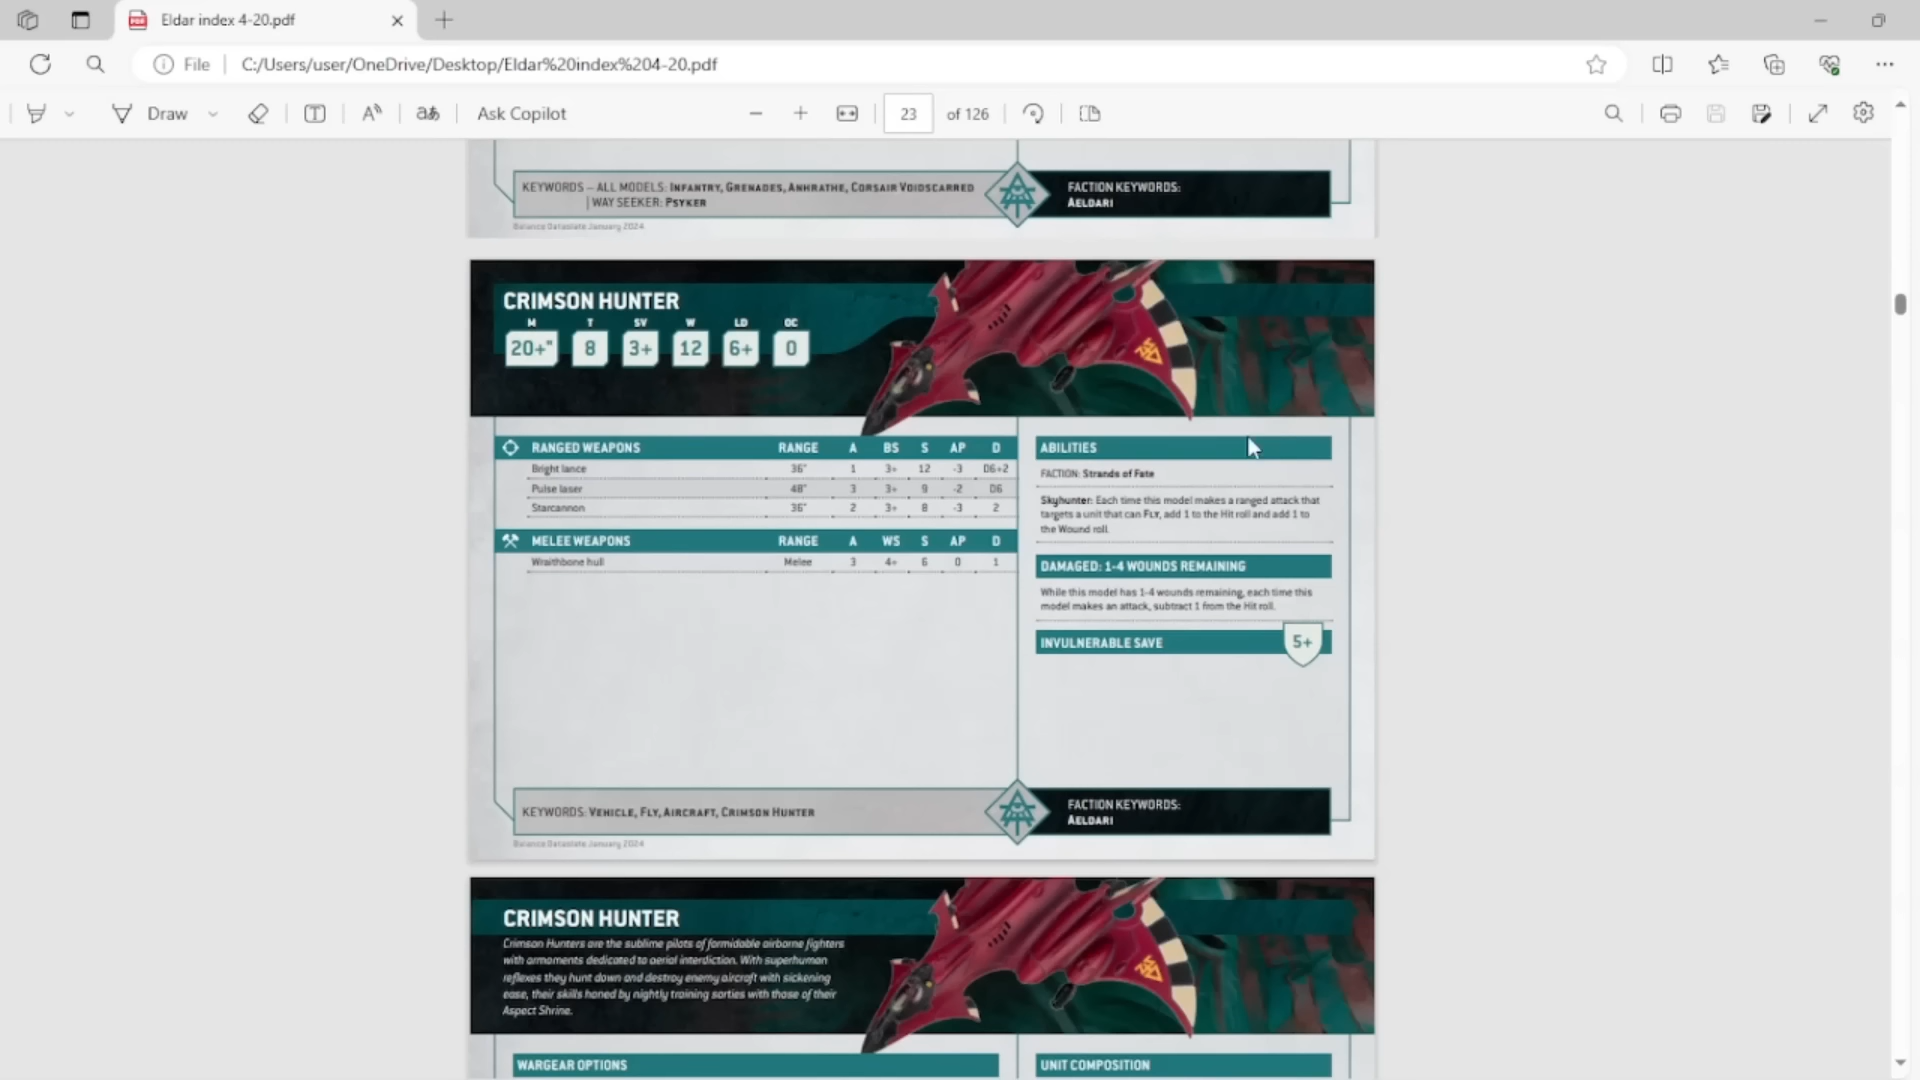 Eldar index 4-20.pdf
File C:/Users/user/OneDrive/Desktop/Eldar%20index%204-20.pdf
Draw Ask Copilot 23 of 126
KEYWORDS – ALL MODELS: INFANTRY, GRENADES, ANHRATHE, CORSAIR VOIDSCARRED
| WAY SEEKER: PSYKER
FACTION KEYWORDS:
AELDARI
Balance Dataslate January 2024
CRIMSON HUNTER
M T SV W LD OC
20+" 8 3+ 12 6+ 0
RANGED WEAPONS RANGE A BS S AP D
Bright lance 36" 1 3+ 12 -3 D6+2
Pulse laser 48" 3 3+ 9 -2 D6
Starcannon 36" 2 3+ 8 -3 2
MELEE WEAPONS RANGE A WS S AP D
Wraithbone hull Melee 3 4+ 6 0 1
ABILITIES
FACTION: Strands of Fate
Skyhunter: Each time this model makes a ranged attack that
targets a unit that can FLY, add 1 to the Hit roll and add 1 to
the Wound roll.
DAMAGED: 1-4 WOUNDS REMAINING
While this model has 1-4 wounds remaining, each time this
model makes an attack, subtract 1 from the Hit roll.
INVULNERABLE SAVE 5+
KEYWORDS: VEHICLE, FLY, AIRCRAFT, CRIMSON HUNTER
FACTION KEYWORDS:
AELDARI
Balance Dataslate January 2024
CRIMSON HUNTER
Crimson Hunters are the sublime pilots of formidable airborne fighters
with armaments dedicated to aerial interdiction. With superhuman
reflexes they hunt down and destroy enemy aircraft with sickening
ease, their skills honed by nightly training sorties with those of their
Aspect Shrine.
WARGEAR OPTIONS
UNIT COMPOSITION